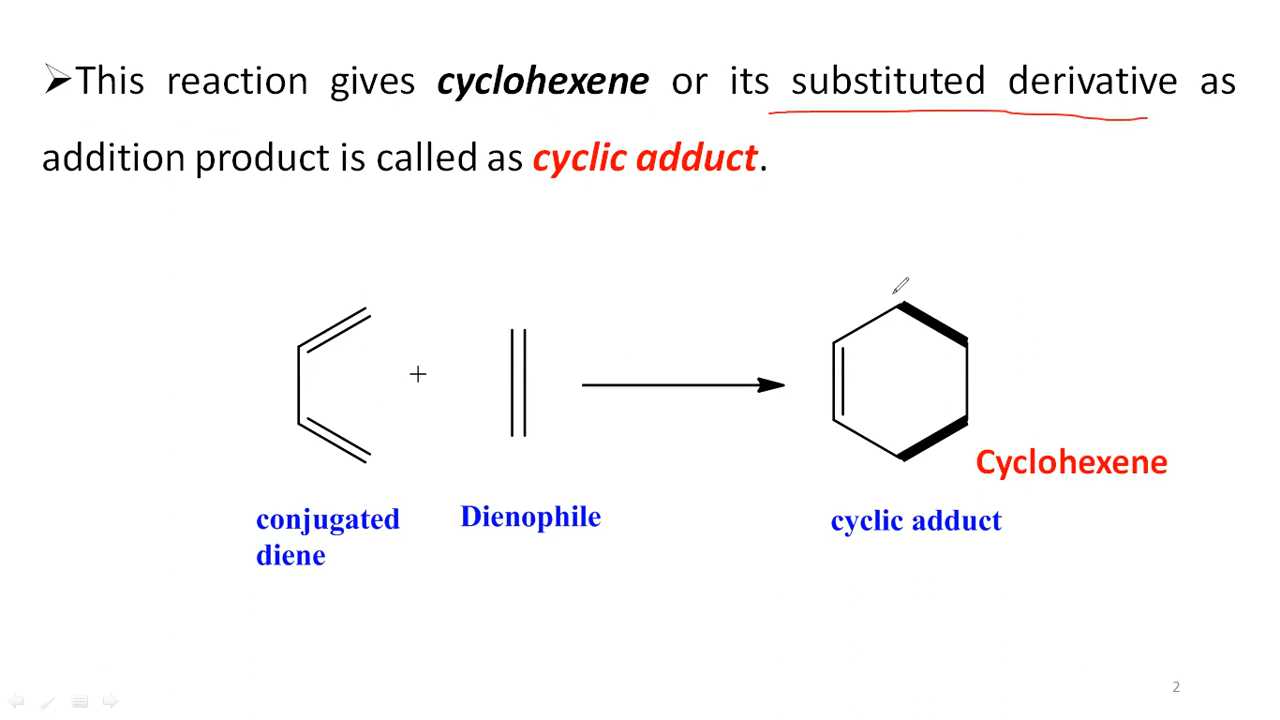 ➢This reaction gives cyclohexene or its substituted derivative as
addition product is called as cyclic adduct.
+
Cyclohexene
conjugated
diene
Dienophile
cyclic adduct
2